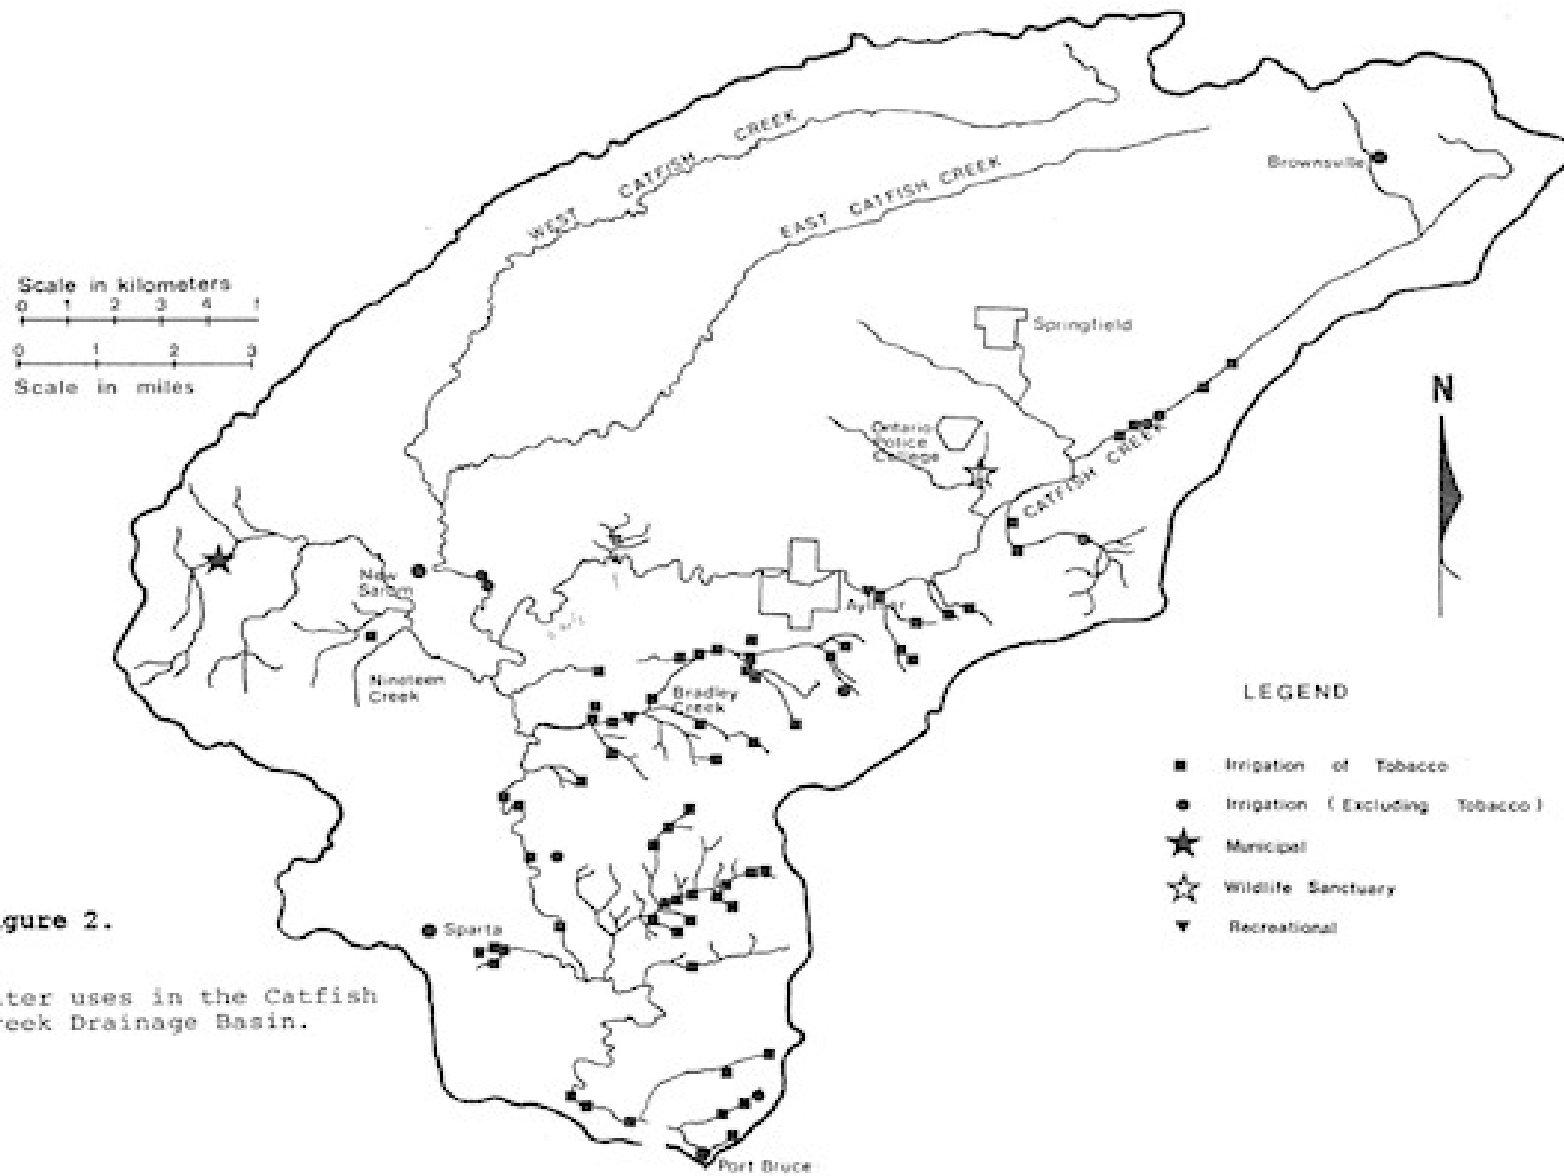 WEST CATFISH CREEK
EAST CATFISH CREEK
Brownsville
Scale in kilometers
0 1 2 3 4
0 1 2 3
Scale in miles
Springfield
N
Ontario
Police
College
CATFISH CREEK
New
Sarum
Aylmer
Nineteen
Creek
Bradley
Creek
LEGEND
Irrigation of Tobacco
Irrigation ( Excluding Tobacco )
Municipal
Wildlife Sanctuary
Recreational
gure 2.
Sparta
ter uses in the Catfish
reek Drainage Basin.
Port Bruce